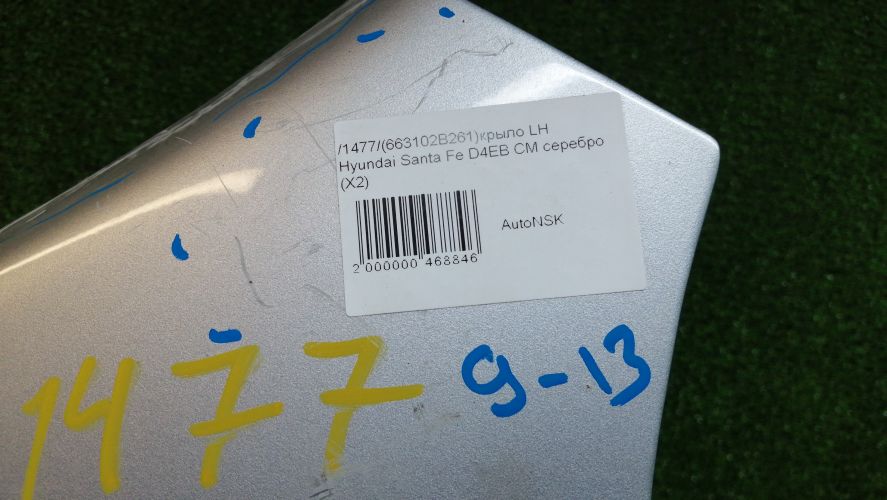 /1477/(663102B261)крыло LH
Hyundai Santa Fe D4EB CM серебро
(X2)
AutoNSK
2 000000 468846
1477
9-13